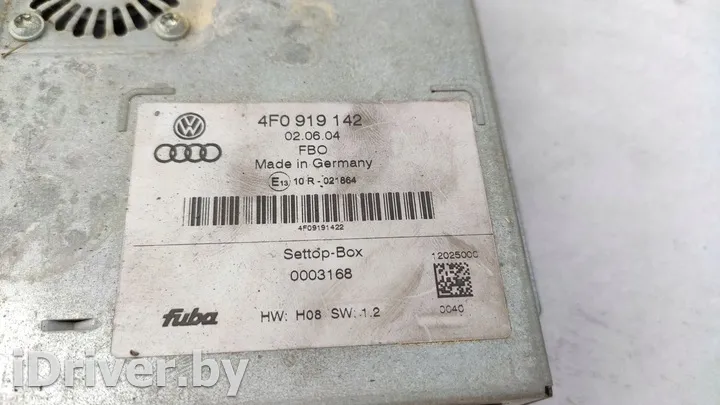 4F0 919 142
02.06.04
FBO
Made in Germany
E13 10 R - 021864
4F09191422
Settop-Box
0003168
1202500C
0040
fuba
HW: H08 SW: 1.2
iDriver.by